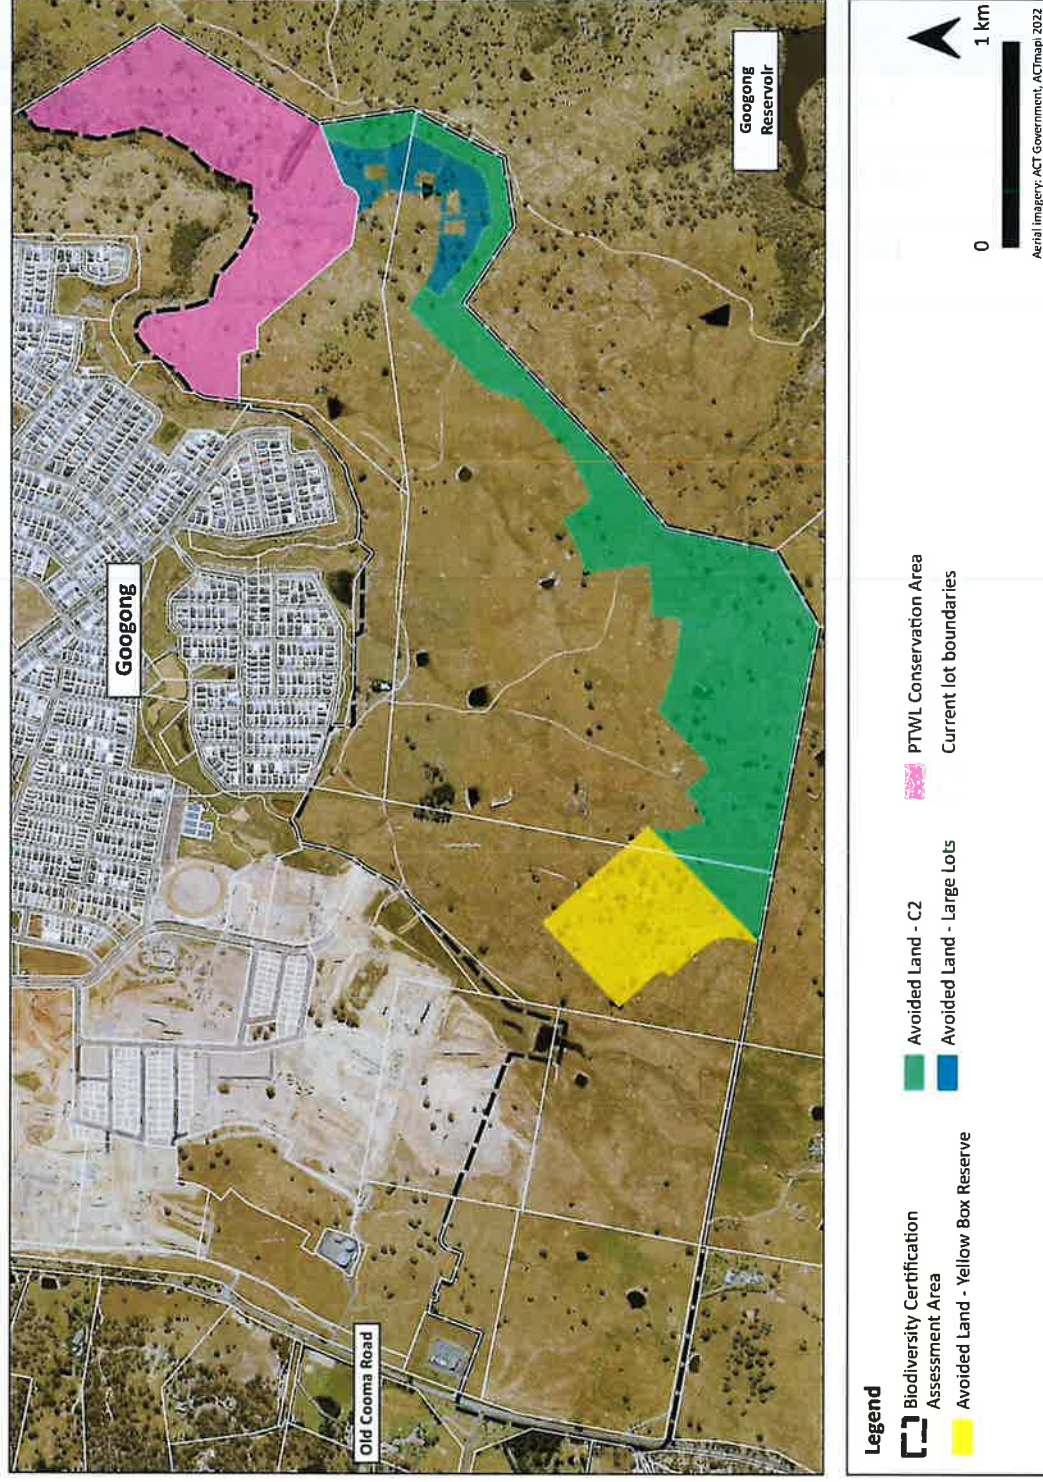 Googong
Googong
Reservoir
Old Cooma Road
Legend
Biodiversity Certification
Assessment Area
Avoided Land - Yellow Box Reserve
Avoided Land - C2
Avoided Land - Large Lots
PTWL Conservation Area
Current lot boundaries
0
1 km
Aerial imagery: ACT Government, ACTmapi 2022